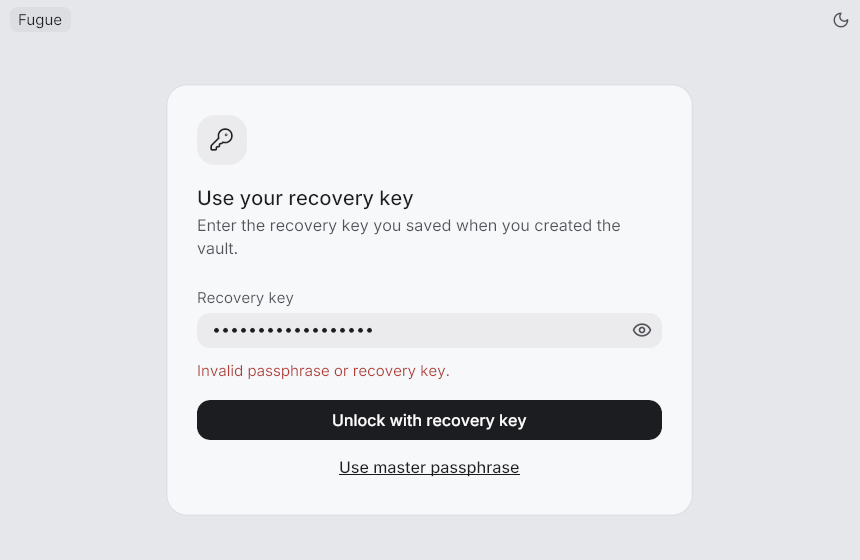 Fugue
Use your recovery key
Enter the recovery key you saved when you created the
vault.
Recovery key
••••••••••••••••••
Invalid passphrase or recovery key.
Unlock with recovery key
Use master passphrase